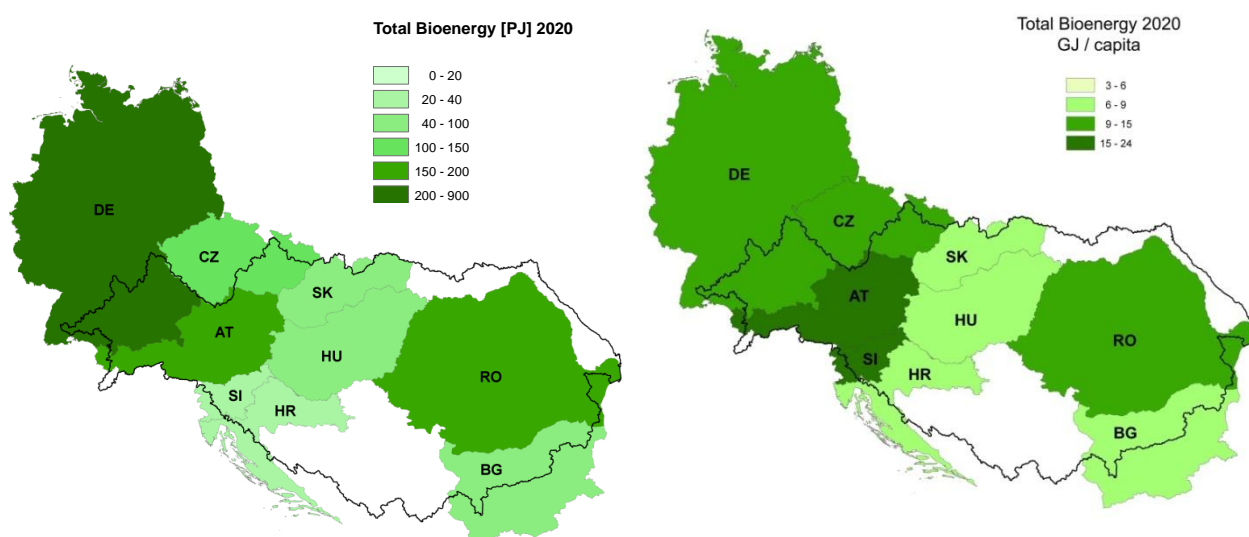 Total Bioenergy [PJ] 2020
0 - 20
20 - 40
40 - 100
100 - 150
150 - 200
200 - 900
DE
CZ
SK
AT
HU
RO
SI
HR
BG
Total Bioenergy 2020
GJ / capita
3 - 6
6 - 9
9 - 15
15 - 24
DE
CZ
SK
AT
HU
RO
SI
HR
BG